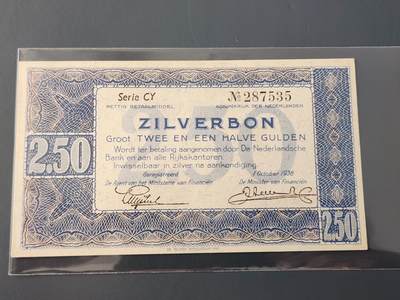 Serie CY № 287535
WETTIG BETAALMIDDEL KONINKRIJK DER NEDERLANDEN
ZILVERBON
Groot TWEE EN EEN HALVE GULDEN
Wordt ter betaling aangenomen door De Nederlandsche
Bank en aan alle Rijkskantoren.
Inwisselbaar in zilver na aankondiging.
Geregistreerd 1 October 1938
De Agent van het Ministerie van Financiën De Minister van Financiën
2.50
2.50